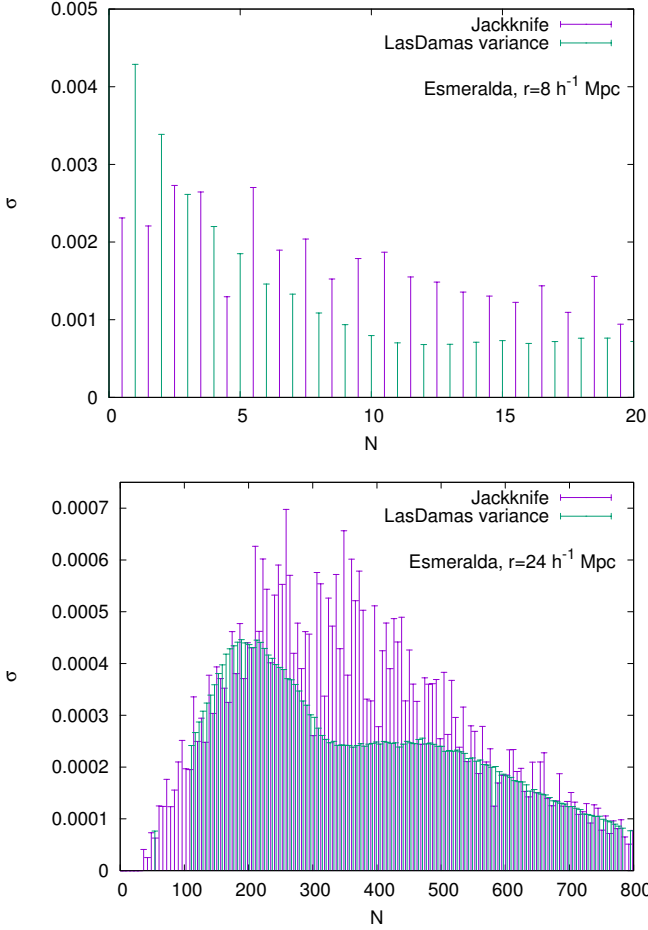 0.005
0.004
0.003
0.002
0.001
0
σ
Jackknife
LasDamas variance
Esmeralda, r=8 h⁻¹ Mpc
0 5 10 15 20
N
0.0007
0.0006
0.0005
0.0004
0.0003
0.0002
0.0001
0
σ
Jackknife
LasDamas variance
Esmeralda, r=24 h⁻¹ Mpc
0 100 200 300 400 500 600 700 800
N